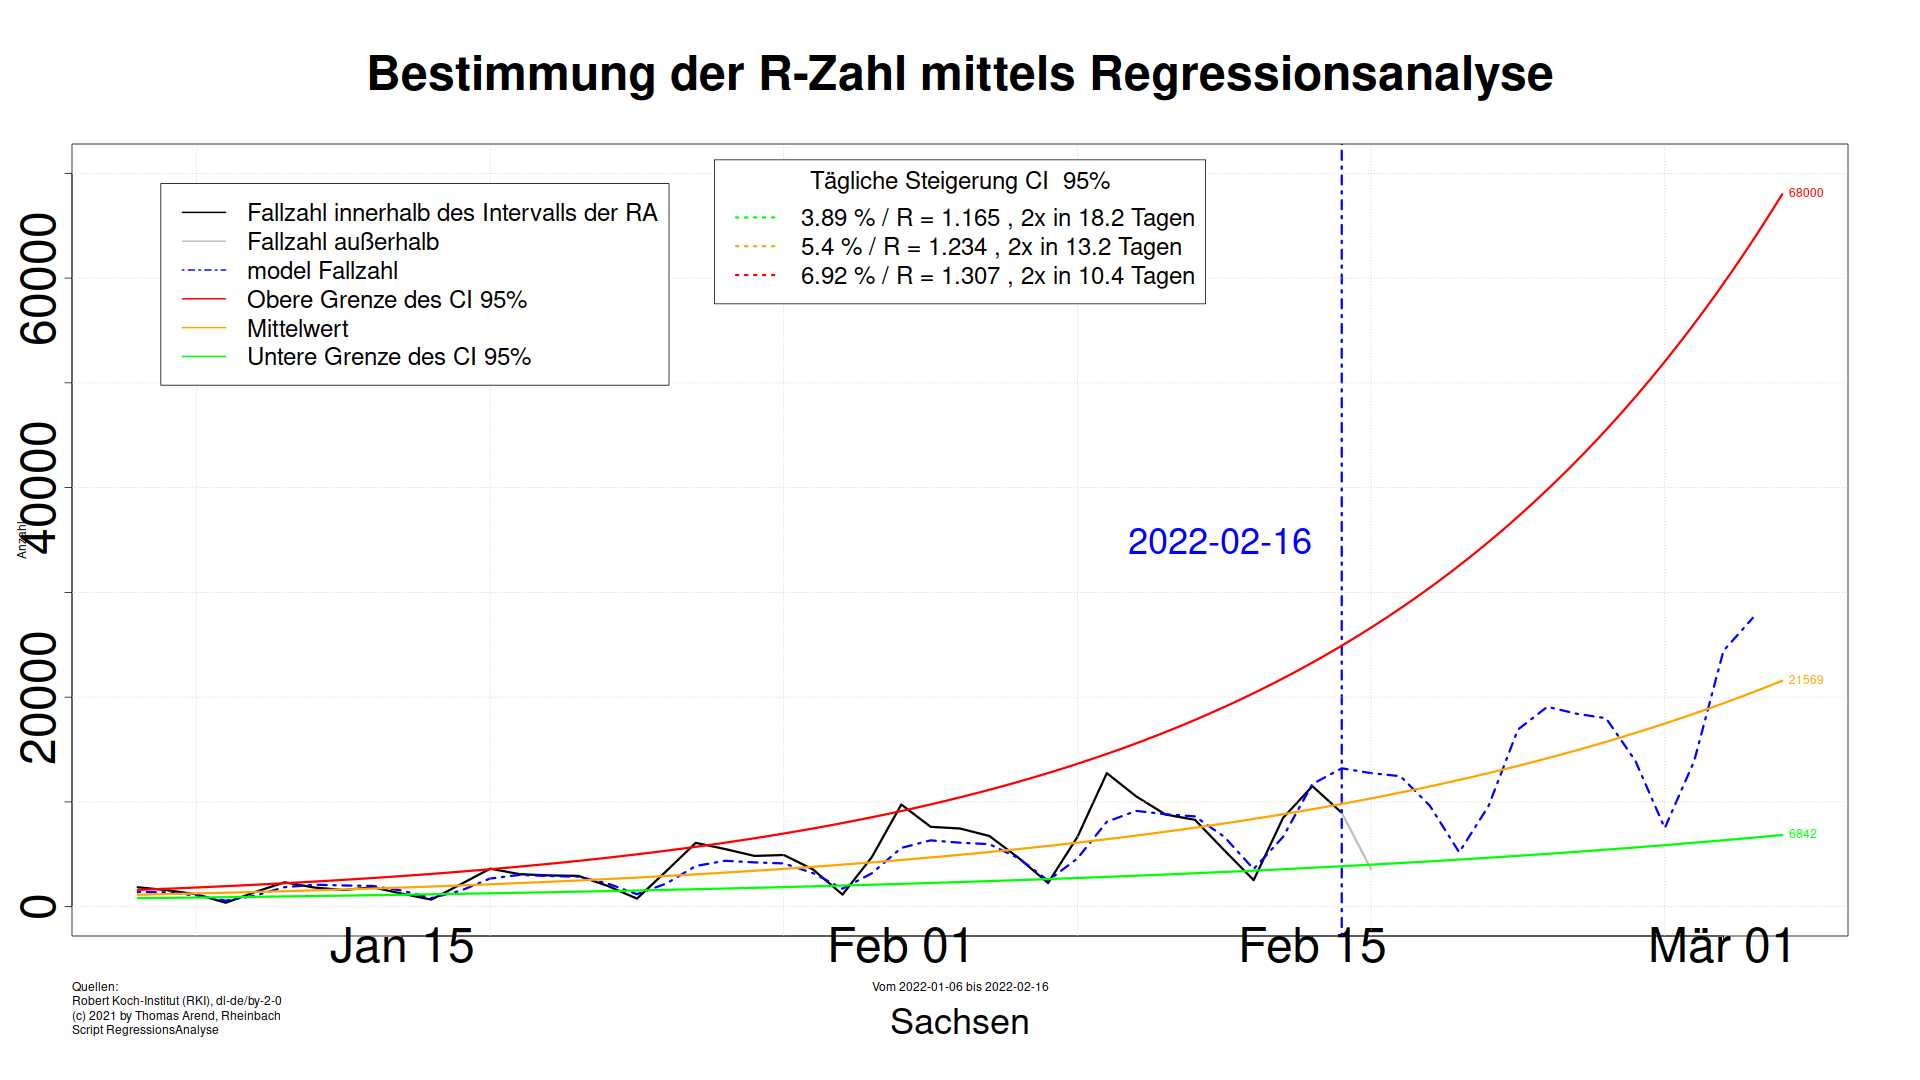 Bestimmung der R-Zahl mittels Regressionsanalyse
Fallzahl innerhalb des Intervalls der RA
Fallzahl außerhalb
model Fallzahl
Obere Grenze des CI 95%
Mittelwert
Untere Grenze des CI 95%
Tägliche Steigerung CI  95%
3.89 % / R = 1.165 , 2x in 18.2 Tagen
5.4 % / R = 1.234 , 2x in 13.2 Tagen
6.92 % / R = 1.307 , 2x in 10.4 Tagen
68000
60000
40000
Anzahl
2022-02-16
20000
21569
6842
0
Jan 15
Feb 01
Feb 15
Mär 01
Quellen:
Robert Koch-Institut (RKI), dl-de/by-2-0
(c) 2021 by Thomas Arend, Rheinbach
Script RegressionsAnalyse
Vom 2022-01-06 bis 2022-02-16
Sachsen